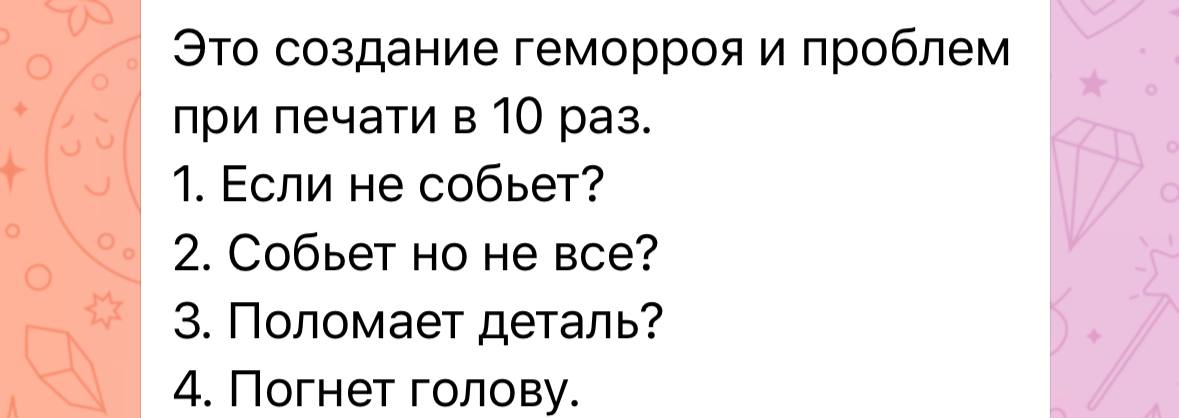 Это создание геморроя и проблем
при печати в 10 раз.
1. Если не собьет?
2. Собьет но не все?
3. Поломает деталь?
4. Погнет голову.